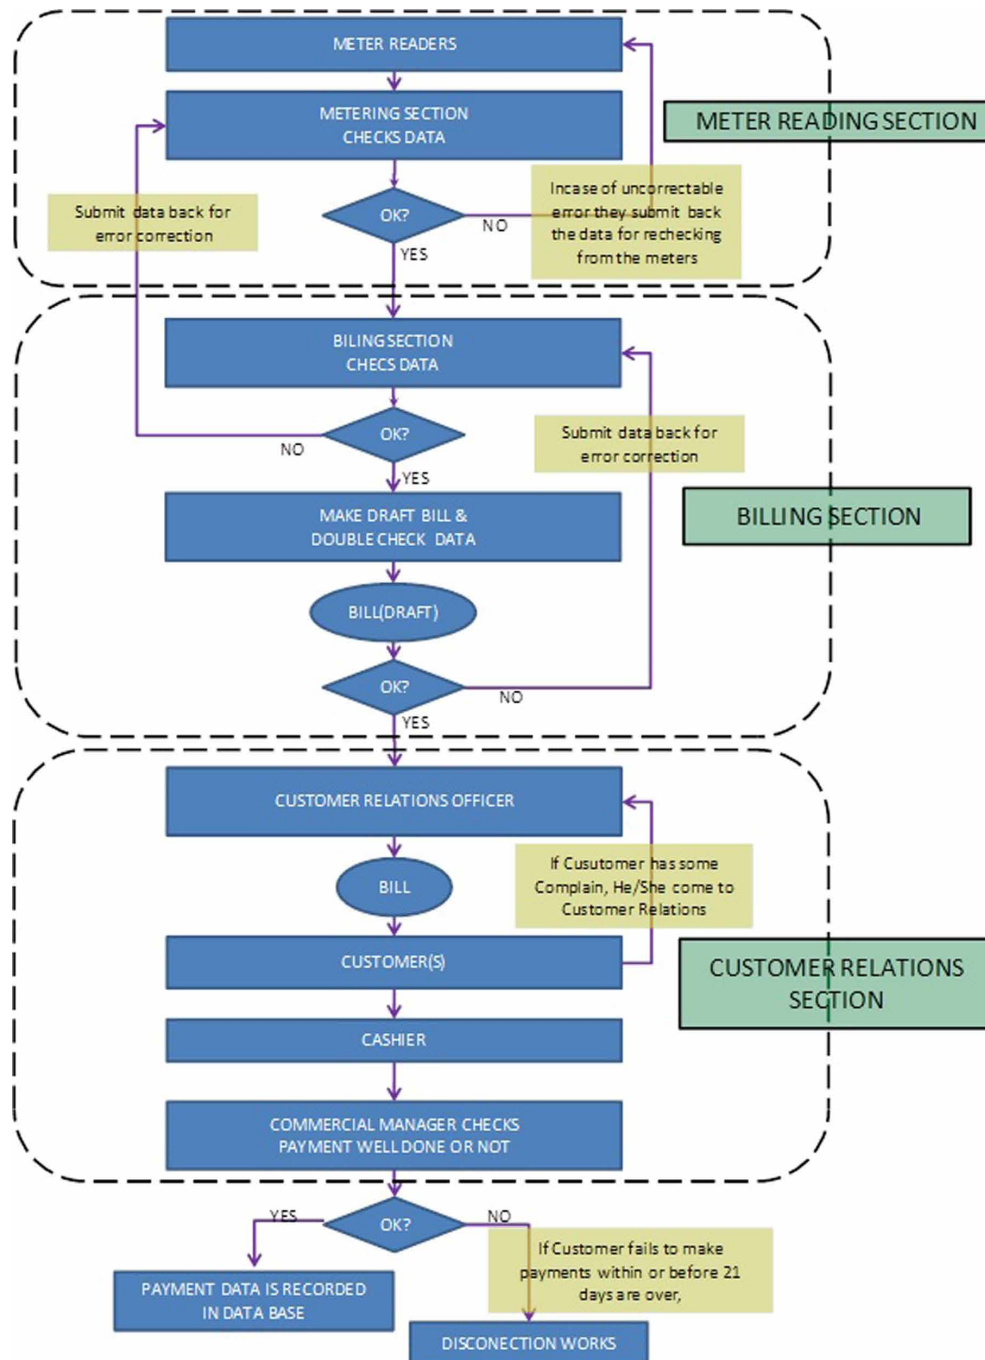 METER READERS
METERING SECTION
CHECKS DATA
METER READING SECTION
Submit data back for
error correction
OK?
NO
Incase of uncorrectable
error they submit back
the data for rechecking
from the meters
YES
BILING SECTION
CHECS DATA
OK?
NO
Submit data back for
error correction
YES
MAKE DRAFT BILL &
DOUBLE CHECK DATA
BILLING SECTION
BILL(DRAFT)
OK?
NO
YES
CUSTOMER RELATIONS OFFICER
If Cusutomer has some
Complain, He/She come to
Customer Relations
BILL
CUSTOMER(S)
CUSTOMER RELATIONS
SECTION
CASHIER
COMMERCIAL MANAGER CHECKS
PAYMENT WELL DONE OR NOT
YES
OK?
NO
If Customer fails to make
payments within or before 21
days are over,
PAYMENT DATA IS RECORDED
IN DATA BASE
DISCONECTION WORKS